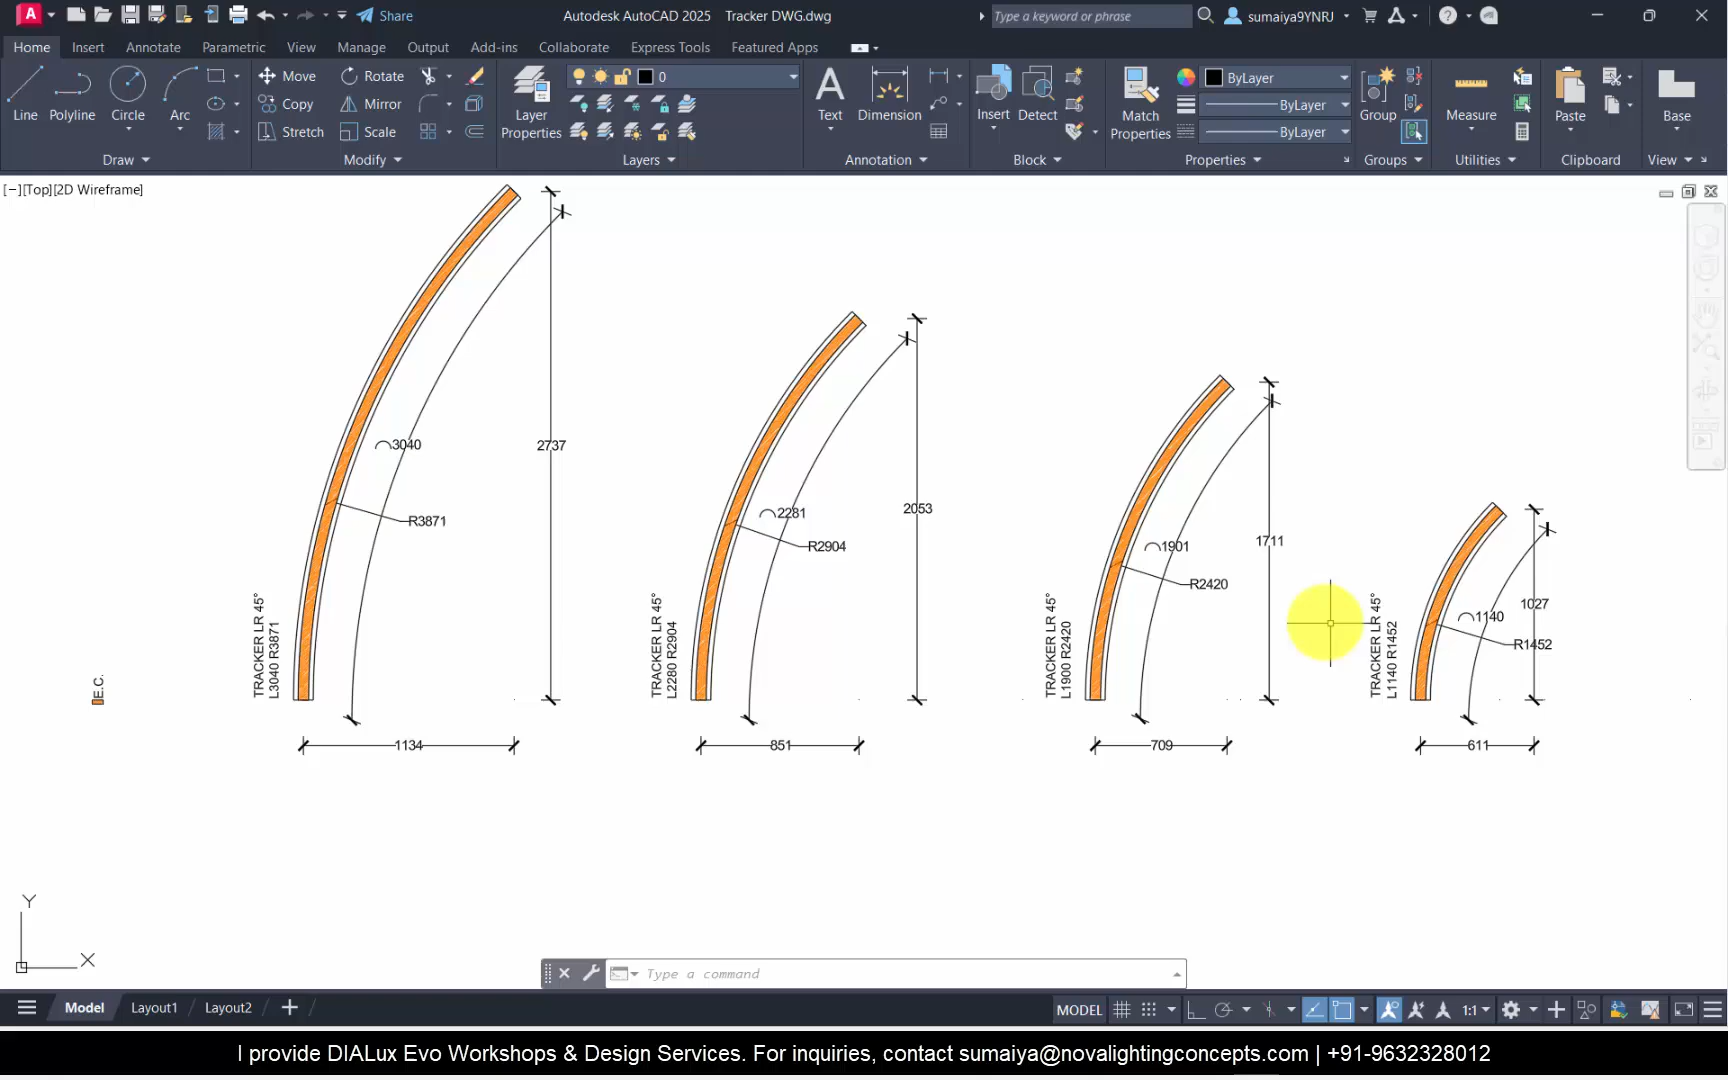 Share
Autodesk AutoCAD 2025 Tracker DWG.dwg
Type a keyword or phrase
sumaiya9YNRJ
Home Insert Annotate Parametric View Manage Output Add-ins Collaborate Express Tools Featured Apps
Line Polyline Circle Arc
Move Rotate
Copy Mirror
Stretch Scale
Layer Properties
0
Text Dimension
Insert Detect
Match Properties
ByLayer
ByLayer
ByLayer
Group
Measure
Paste
Base
Draw Modify Layers Annotation Block Properties Groups Utilities Clipboard View
[−][Top][2D Wireframe]
E.C.
TRACKER LR 45°
L3040 R3871
3040
R3871
2737
1134
TRACKER LR 45°
L2280 R2904
2281
R2904
2053
851
TRACKER LR 45°
L1900 R2420
1901
R2420
1711
709
TRACKER LR 45°
L1140 R1452
1140
R1452
1027
611
Y
X
Type a command
Model Layout1 Layout2
MODEL
1:1
I provide DIALux Evo Workshops & Design Services. For inquiries, contact sumaiya@novalightingconcepts.com | +91-9632328012